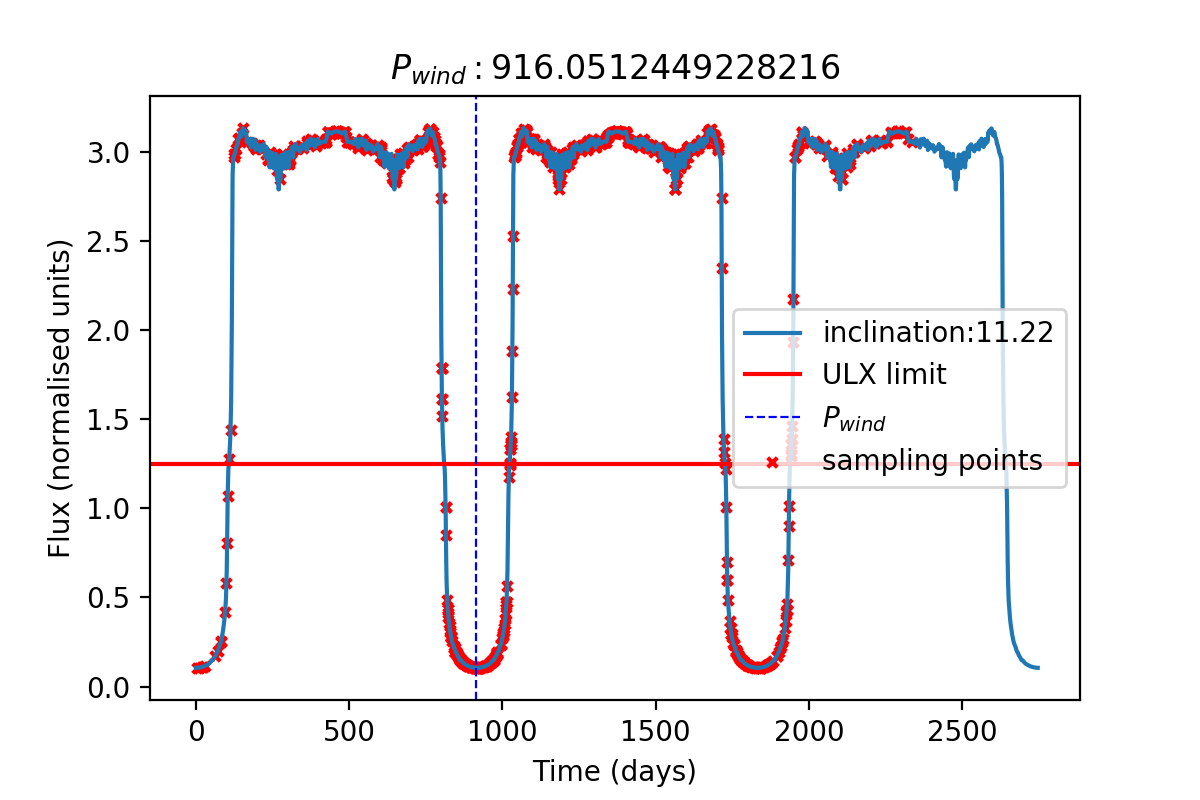 P_wind : 916.0512449228216
3.0
2.5
2.0
1.5
1.0
0.5
0.0
Flux (normalised units)
inclination:11.22
ULX limit
P_wind
sampling points
0 500 1000 1500 2000 2500
Time (days)